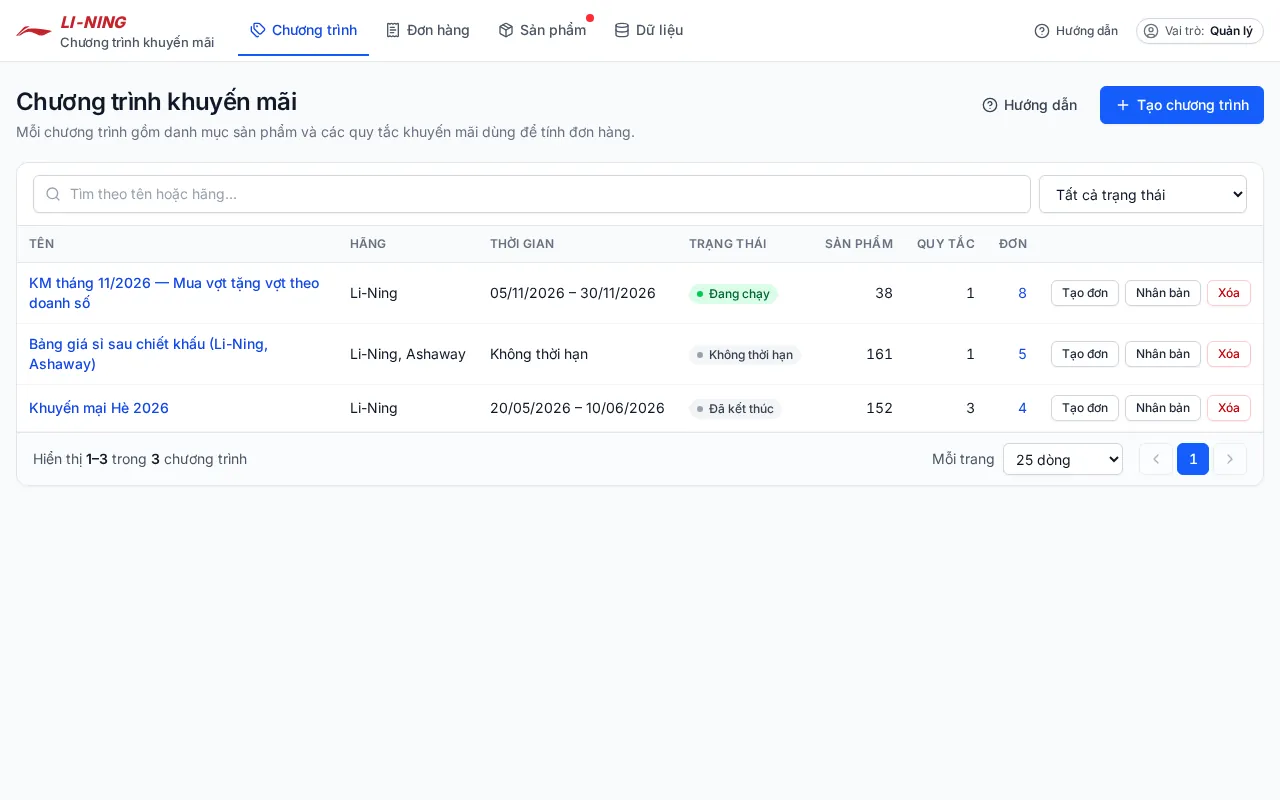 LI-NING
Chương trình khuyến mãi
Chương trình
Đơn hàng
Sản phẩm
Dữ liệu
Hướng dẫn
Vai trò: Quản lý
Chương trình khuyến mãi
Mỗi chương trình gồm danh mục sản phẩm và các quy tắc khuyến mãi dùng để tính đơn hàng.
Hướng dẫn
Tạo chương trình
Tìm theo tên hoặc hãng...
Tất cả trạng thái
TÊN HÃNG THỜI GIAN TRẠNG THÁI SẢN PHẨM QUY TẮC ĐƠN
KM tháng 11/2026 — Mua vợt tặng vợt theo
doanh số
Li-Ning 05/11/2026 – 30/11/2026 Đang chạy 38 1 8 Tạo đơn Nhân bản Xóa
Bảng giá sỉ sau chiết khấu (Li-Ning,
Ashaway)
Li-Ning, Ashaway Không thời hạn Không thời hạn 161 1 5 Tạo đơn Nhân bản Xóa
Khuyến mại Hè 2026 Li-Ning 20/05/2026 – 10/06/2026 Đã kết thúc 152 3 4 Tạo đơn Nhân bản Xóa
Hiển thị 1–3 trong 3 chương trình
Mỗi trang 25 dòng 1